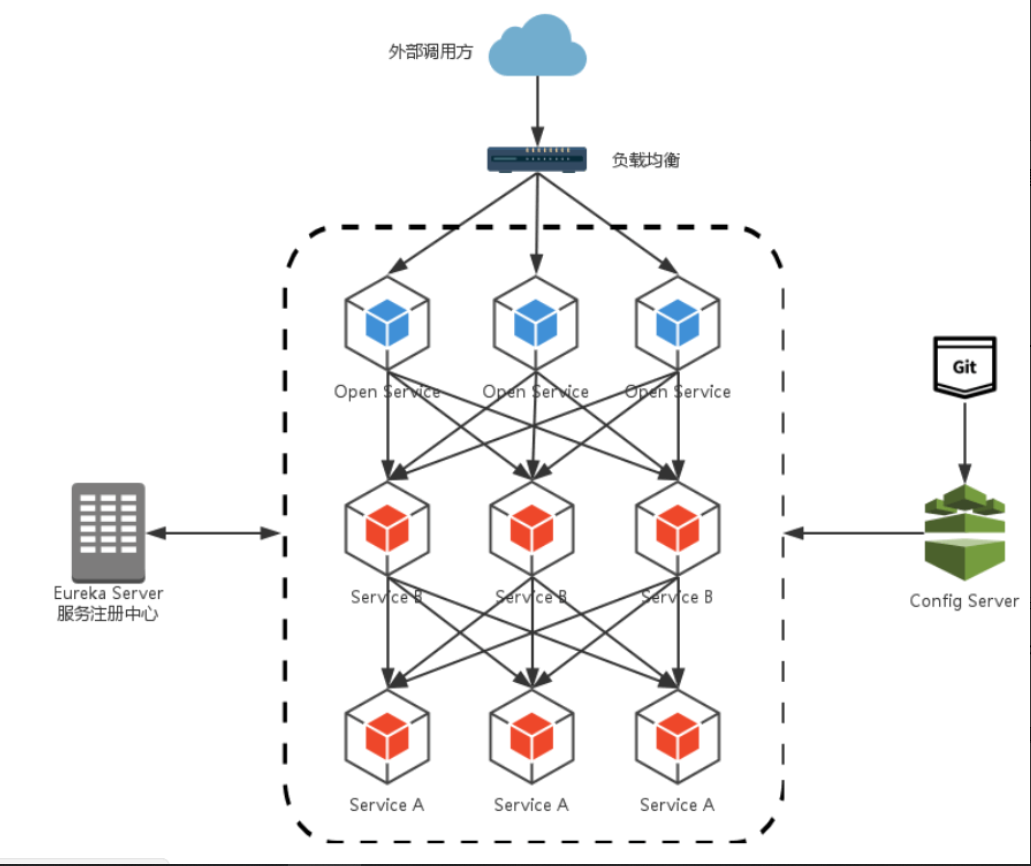 外部调用方
负载均衡
Open Service
Open Service
Open Service
Git
Eureka Server
服务注册中心
Service B
Service B
Service B
Config Server
Service A
Service A
Service A